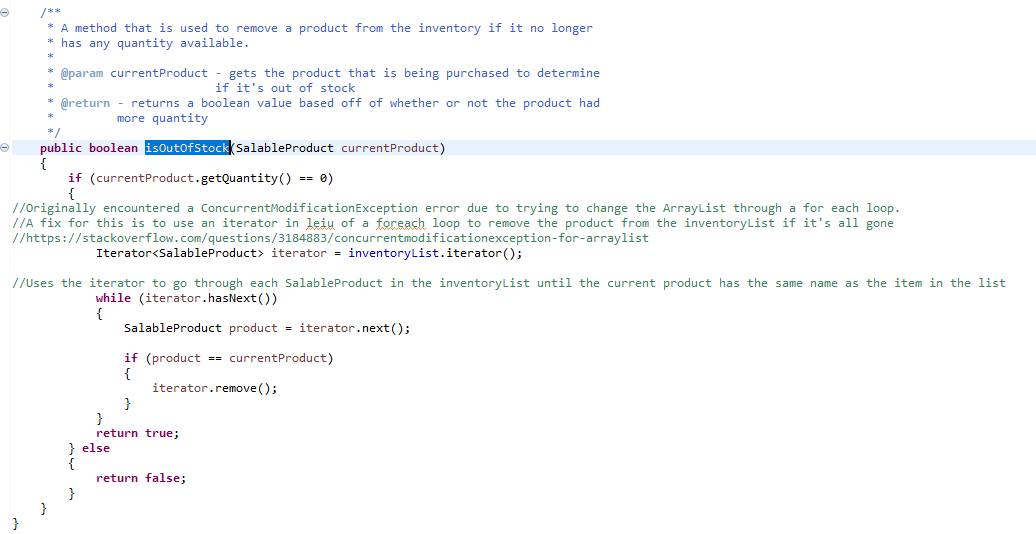 /**
 * A method that is used to remove a product from the inventory if it no longer
 * has any quantity available.
 *
 * @param currentProduct - gets the product that is being purchased to determine
 *                       if it's out of stock
 * @return - returns a boolean value based off of whether or not the product had
 *         more quantity
 */
public boolean isOutOfStock(SalableProduct currentProduct)
{
    if (currentProduct.getQuantity() == 0)
    {
//Originally encountered a ConcurrentModificationException error due to trying to change the ArrayList through a for each loop.
//A fix for this is to use an iterator in leiu of a foreach loop to remove the product from the inventoryList if it's all gone
//https://stackoverflow.com/questions/3184883/concurrentmodificationexception-for-arraylist
        Iterator<SalableProduct> iterator = inventoryList.iterator();

//Uses the iterator to go through each SalableProduct in the inventoryList until the current product has the same name as the item in the list
        while (iterator.hasNext())
        {
            SalableProduct product = iterator.next();

            if (product == currentProduct)
            {
                iterator.remove();
            }
        }
        return true;
    } else
    {
        return false;
    }
}
}